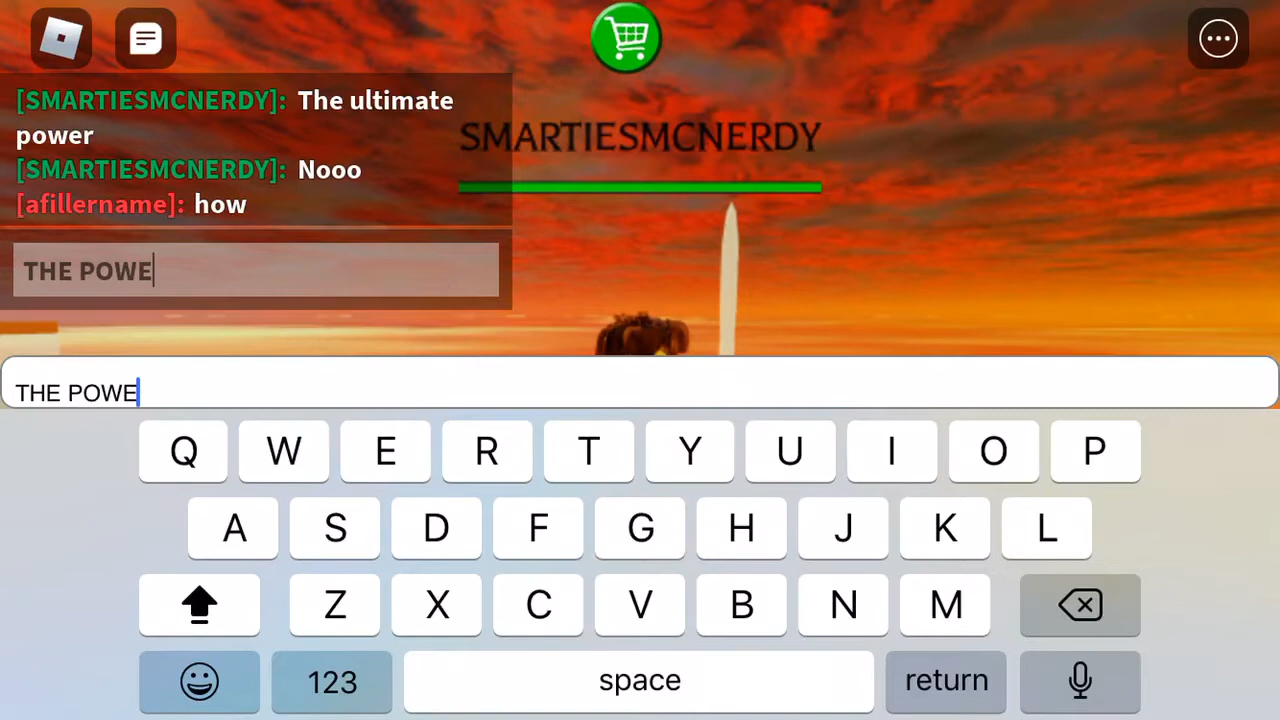 [SMARTIESMCNERDY]: The ultimate
power
[SMARTIESMCNERDY]: Nooo
[afillername]: how
SMARTIESMCNERDY
THE POWE
THE POWE
Q W E R T Y U I O P
A S D F G H J K L
Z X C V B N M
123 space return